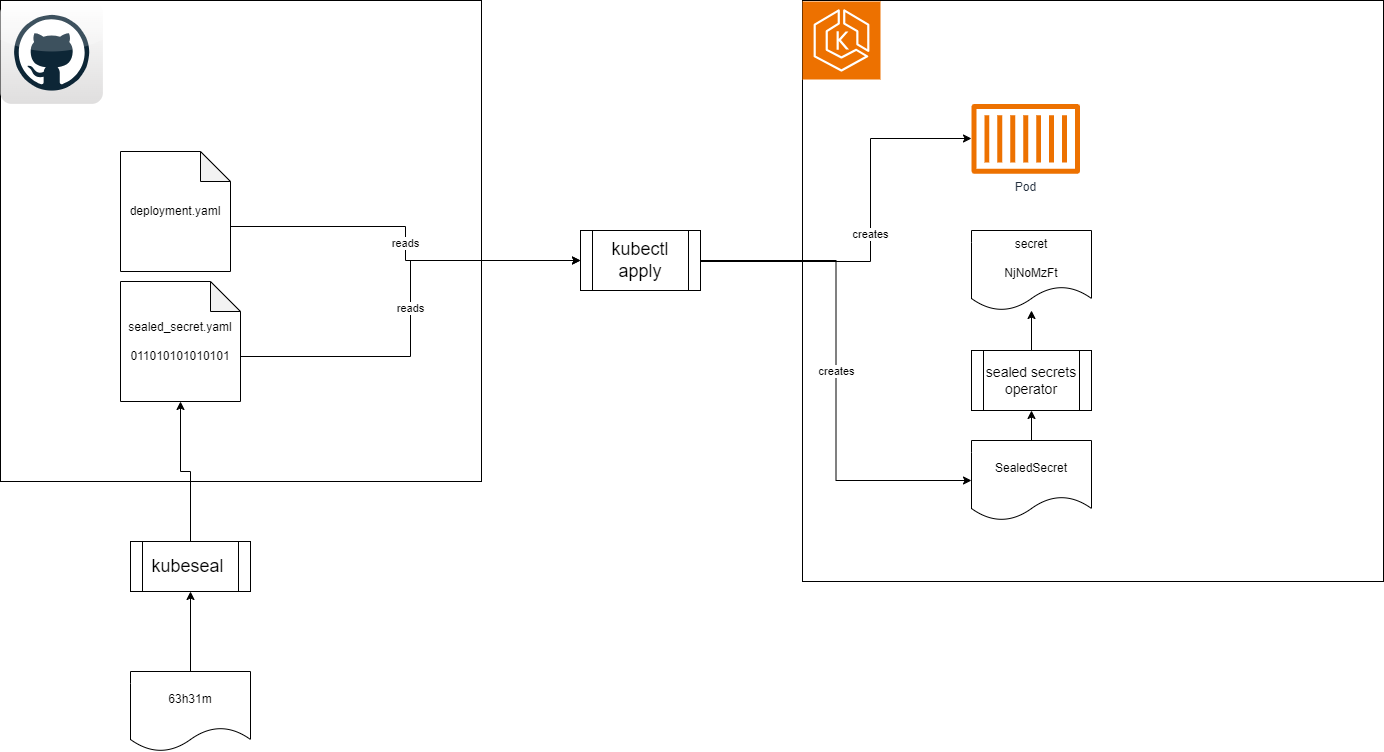 K
deployment.yaml
reads
sealed_secret.yaml
011010101010101
reads
kubeseal
63h31m
kubectl
apply
creates
creates
Pod
secret
NjNoMzFt
sealed secrets
operator
SealedSecret